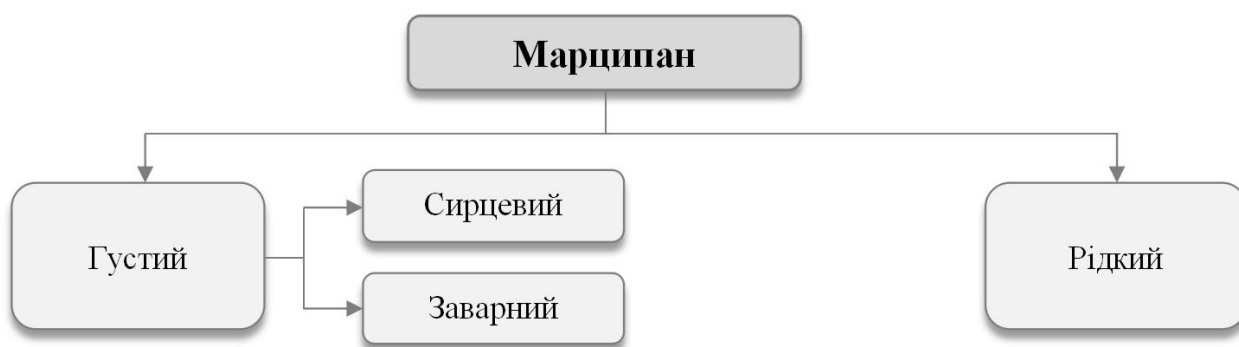 Марципан
Густий
Сирцевий
Заварний
Рідкий